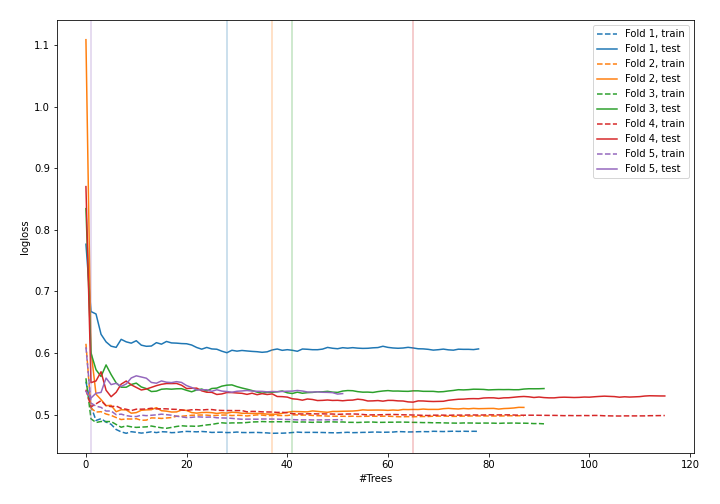 1.1
1.0
0.9
0.8
0.7
0.6
0.5
logloss
0
20
40
60
80
100
120
#Trees
Fold 1, train
Fold 1, test
Fold 2, train
Fold 2, test
Fold 3, train
Fold 3, test
Fold 4, train
Fold 4, test
Fold 5, train
Fold 5, test